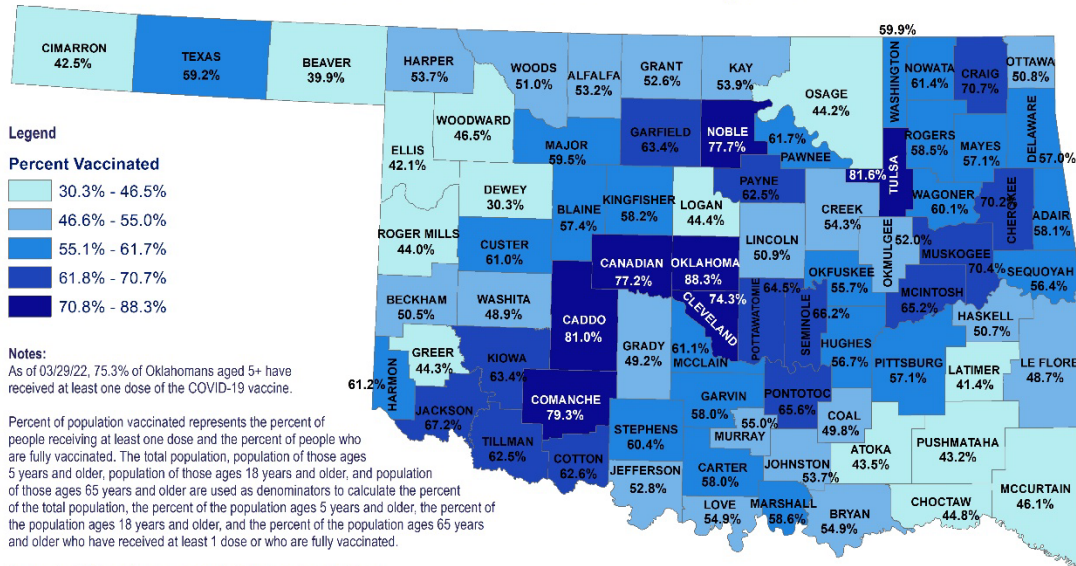 59.9%
CIMARRON
42.5%
TEXAS
59.2%
BEAVER
39.9%
HARPER
53.7%
WOODS
51.0%
ALFALFA
53.2%
GRANT
52.6%
KAY
53.9%
OSAGE
44.2%
WASHINGTON
NOWATA
61.4%
CRAIG
70.7%
OTTAWA
50.8%
WOODWARD
46.5%
ELLIS
42.1%
MAJOR
59.5%
GARFIELD
63.4%
NOBLE
77.7%
61.7%
PAWNEE
ROGERS
58.5%
MAYES
57.1%
DELAWARE
57.0%
Legend
Percent Vaccinated
30.3% - 46.5%
46.6% - 55.0%
55.1% - 61.7%
61.8% - 70.7%
70.8% - 88.3%
DEWEY
30.3%
BLAINE
57.4%
KINGFISHER
58.2%
LOGAN
44.4%
PAYNE
62.5%
81.6%
TULSA
WAGONER
60.1%
70.2%
CHEROKEE
ADAIR
58.1%
ROGER MILLS
44.0%
CUSTER
61.0%
CANADIAN
77.2%
OKLAHOMA
88.3%
LINCOLN
50.9%
CREEK
54.3%
OKMULGEE
52.0%
MUSKOGEE
70.4%
SEQUOYAH
56.4%
BECKHAM
50.5%
WASHITA
48.9%
CADDO
81.0%
GRADY
49.2%
74.3%
CLEVELAND
61.1%
MCCLAIN
64.5%
POTTAWATOMIE
SEMINOLE
66.2%
OKFUSKEE
55.7%
MCINTOSH
65.2%
HASKELL
50.7%
HUGHES
56.7%
PITTSBURG
57.1%
LATIMER
41.4%
LE FLORE
48.7%
GREER
44.3%
61.2%
HARMON
KIOWA
63.4%
JACKSON
67.2%
COMANCHE
79.3%
TILLMAN
62.5%
COTTON
62.6%
STEPHENS
60.4%
GARVIN
58.0%
PONTOTOC
65.6%
55.0%
MURRAY
COAL
49.8%
ATOKA
43.5%
PUSHMATAHA
43.2%
MCCURTAIN
46.1%
JEFFERSON
52.8%
CARTER
58.0%
JOHNSTON
53.7%
LOVE
54.9%
MARSHALL
58.6%
BRYAN
54.9%
CHOCTAW
44.8%
Notes:
As of 03/29/22, 75.3% of Oklahomans aged 5+ have
received at least one dose of the COVID-19 vaccine.
Percent of population vaccinated represents the percent of
people receiving at least one dose and the percent of people who
are fully vaccinated. The total population, population of those ages
5 years and older, population of those ages 18 years and older, and population
of those ages 65 years and older are used as denominators to calculate the percent
of the total population, the percent of the population ages 5 years and older, the percent of
the population ages 18 years and older, and the percent of the population ages 65 years
and older who have received at least 1 dose or who are fully vaccinated.